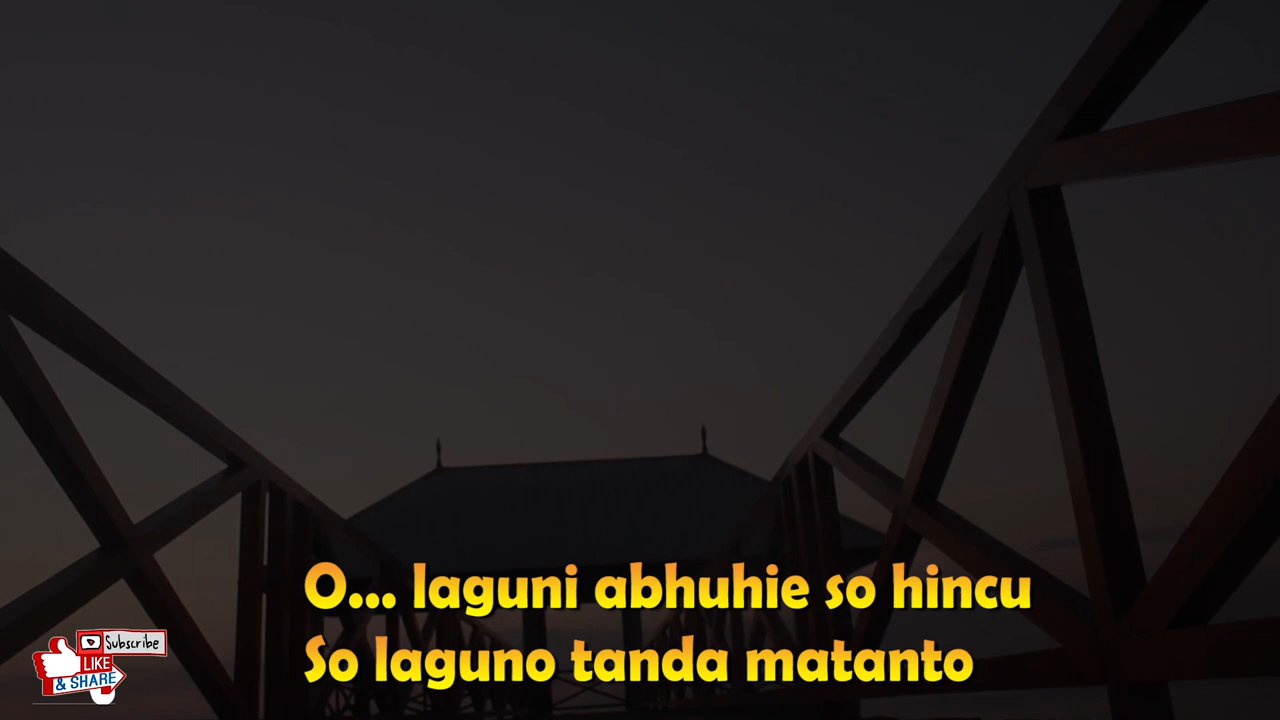 O... laguni abhuhie so hincu
So laguno tanda matanto
Subscribe
LIKE
& SHARE